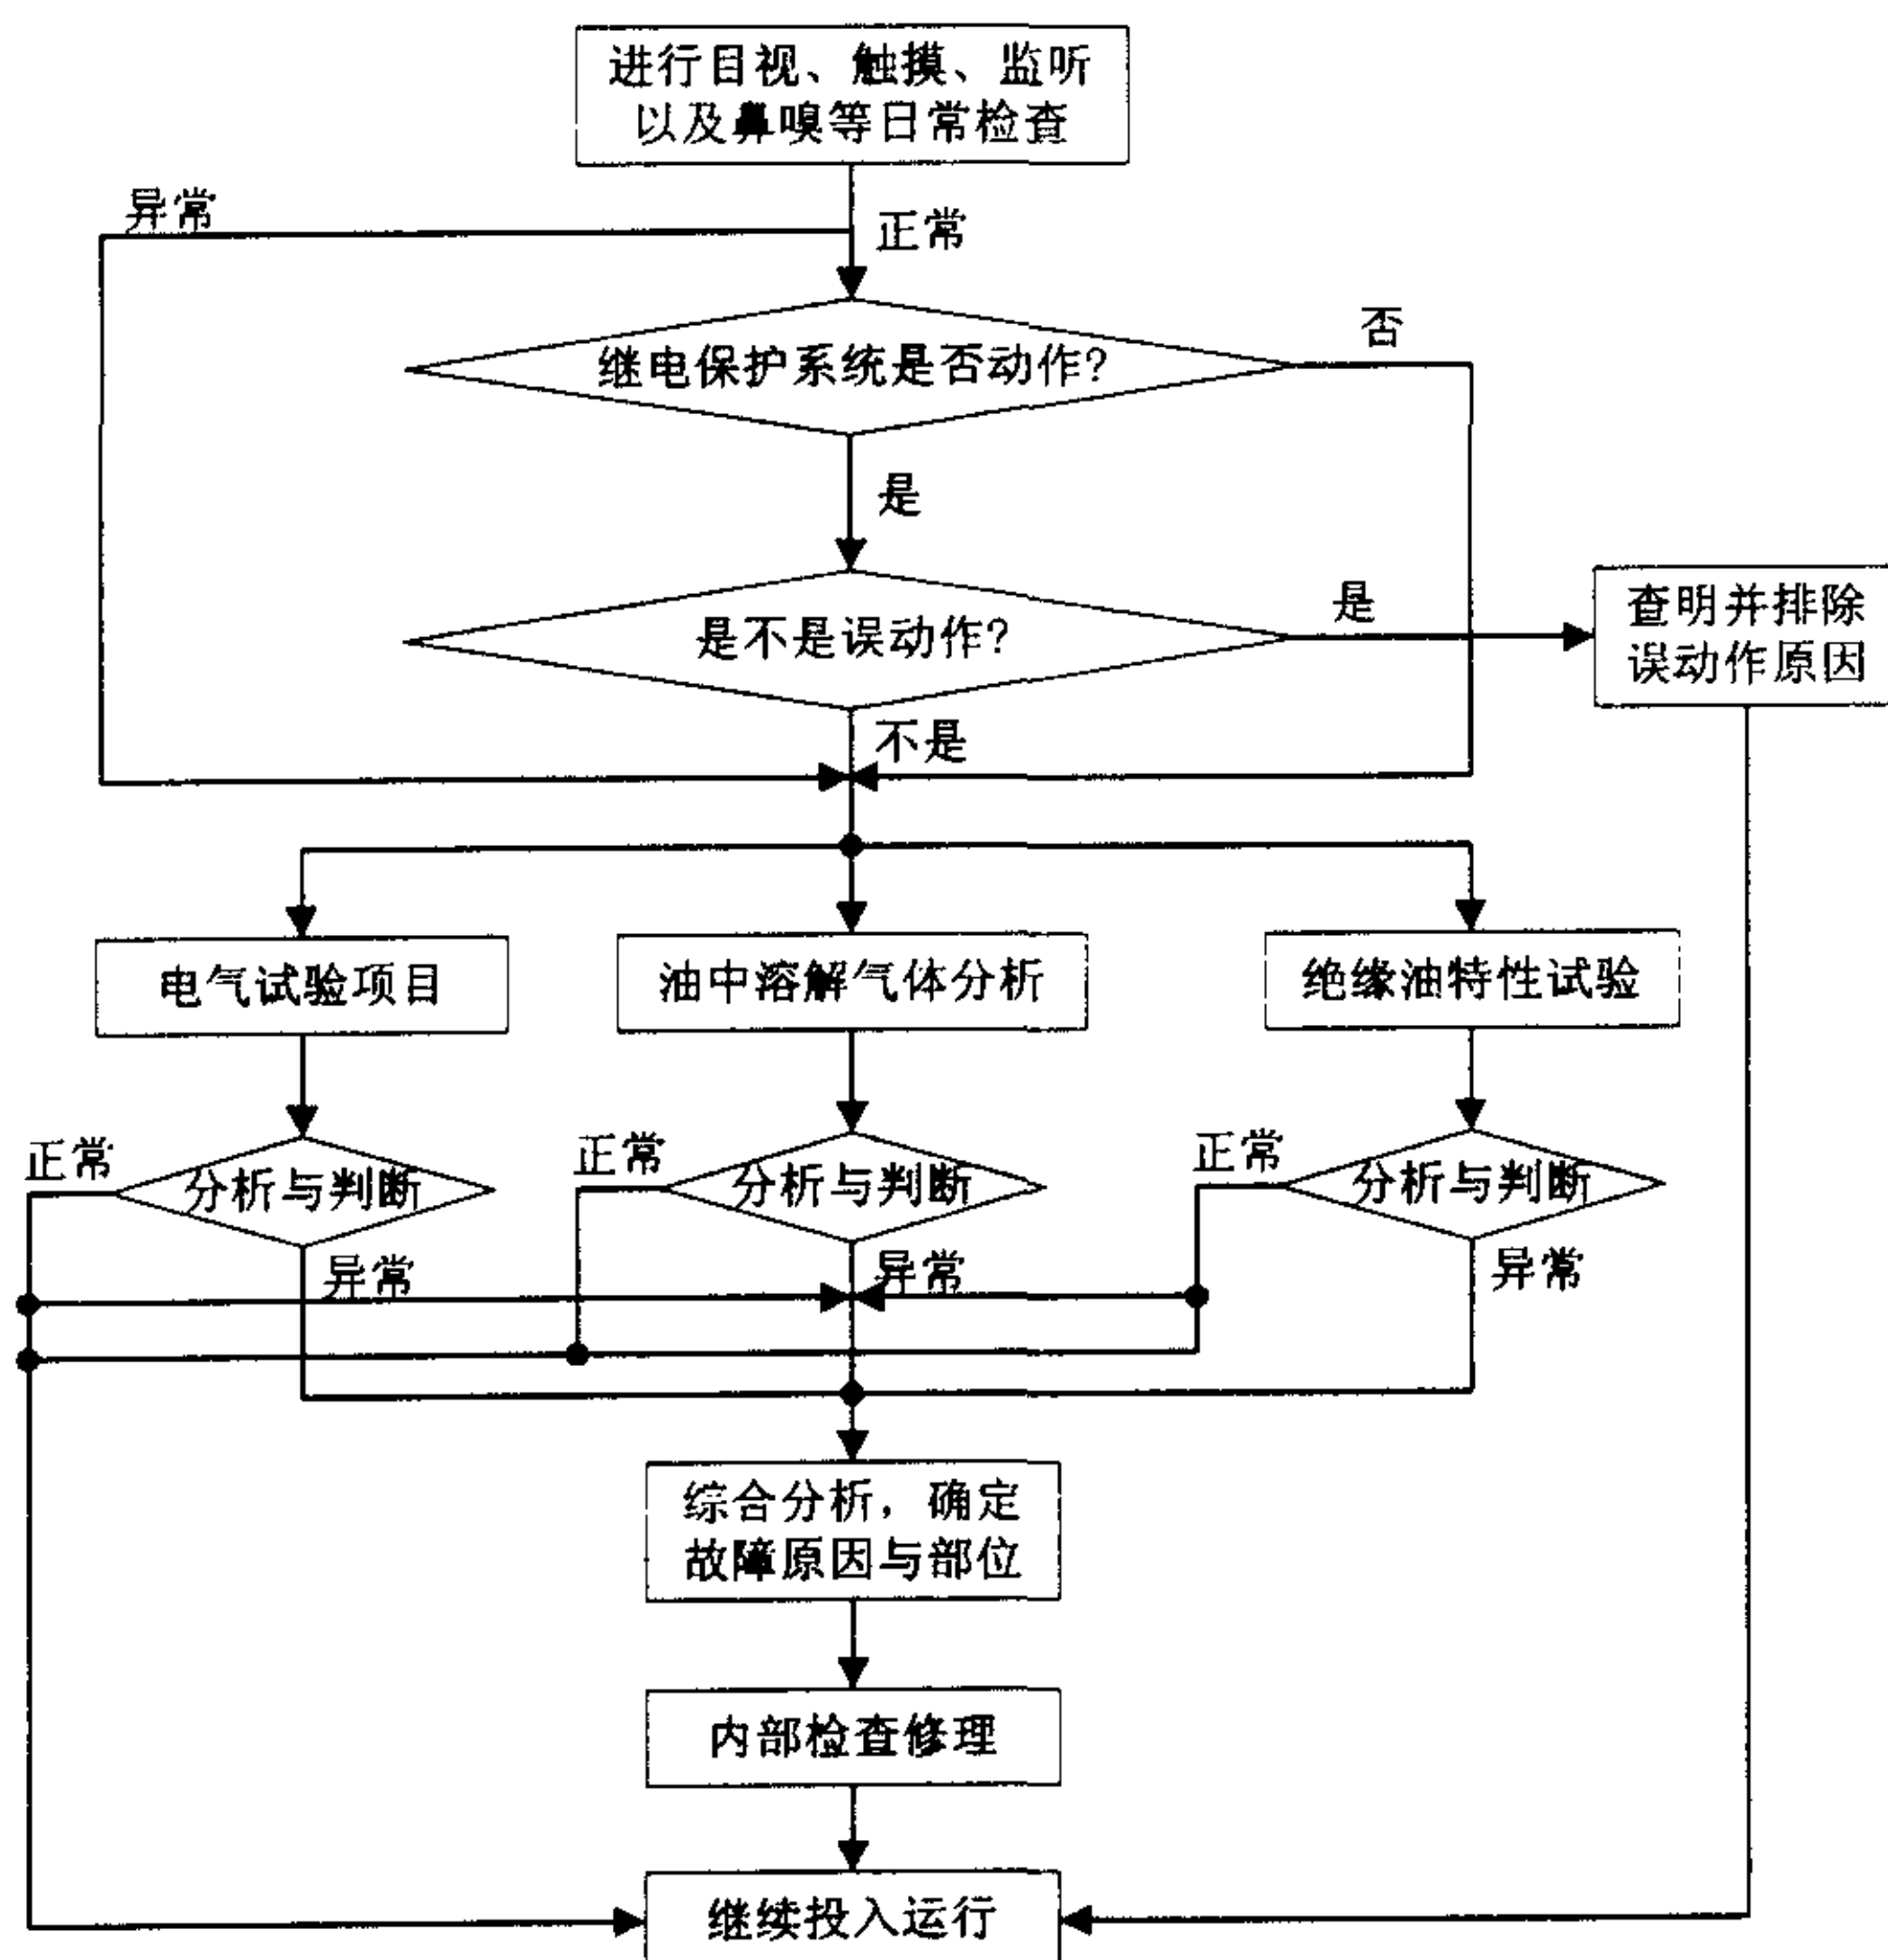 进行目视、触摸、监听
以及鼻嗅等日常检查
异常
正常
继电保护系统是否动作?
否
是
是不是误动作?
是
查明并排除
误动作原因
不是
电气试验项目
油中溶解气体分析
绝缘油特性试验
正常
分析与判断
正常
分析与判断
正常
分析与判断
异常
异常
异常
综合分析，确定
故障原因与部位
内部检查修理
继续投入运行